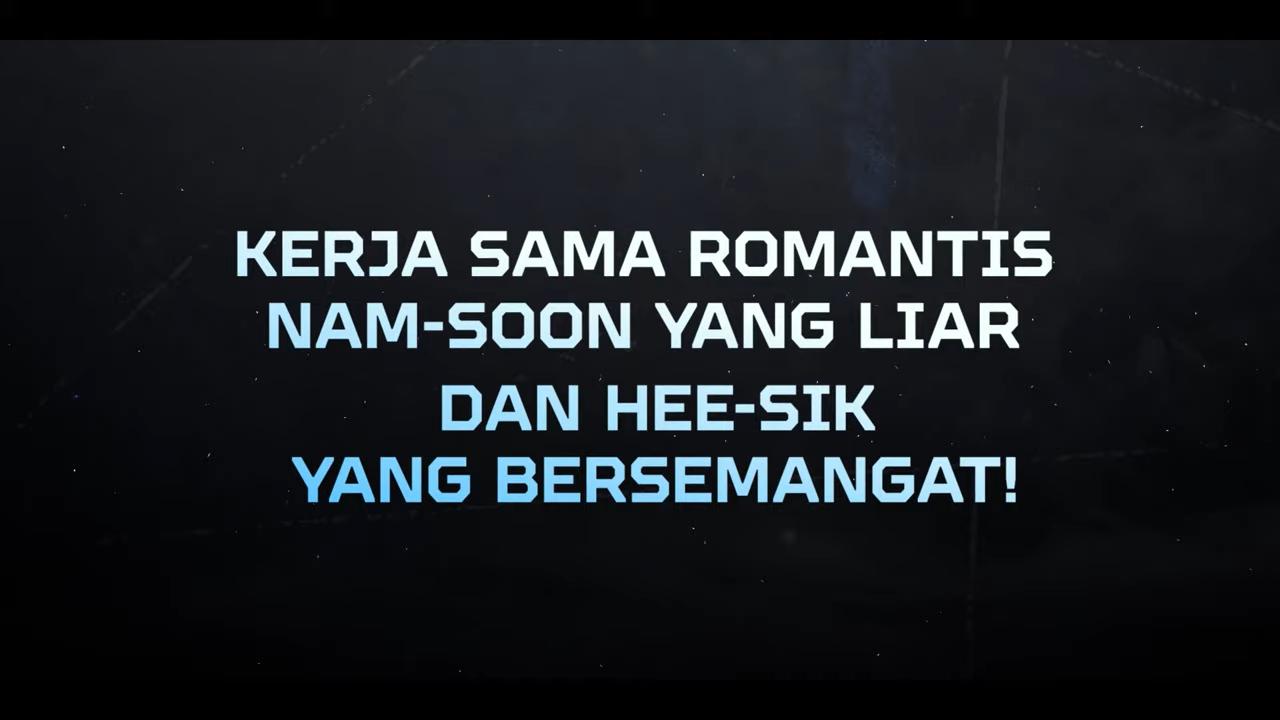 KERJA SAMA ROMANTIS
NAM-SOON YANG LIAR
DAN HEE-SIK
YANG BERSEMANGAT!